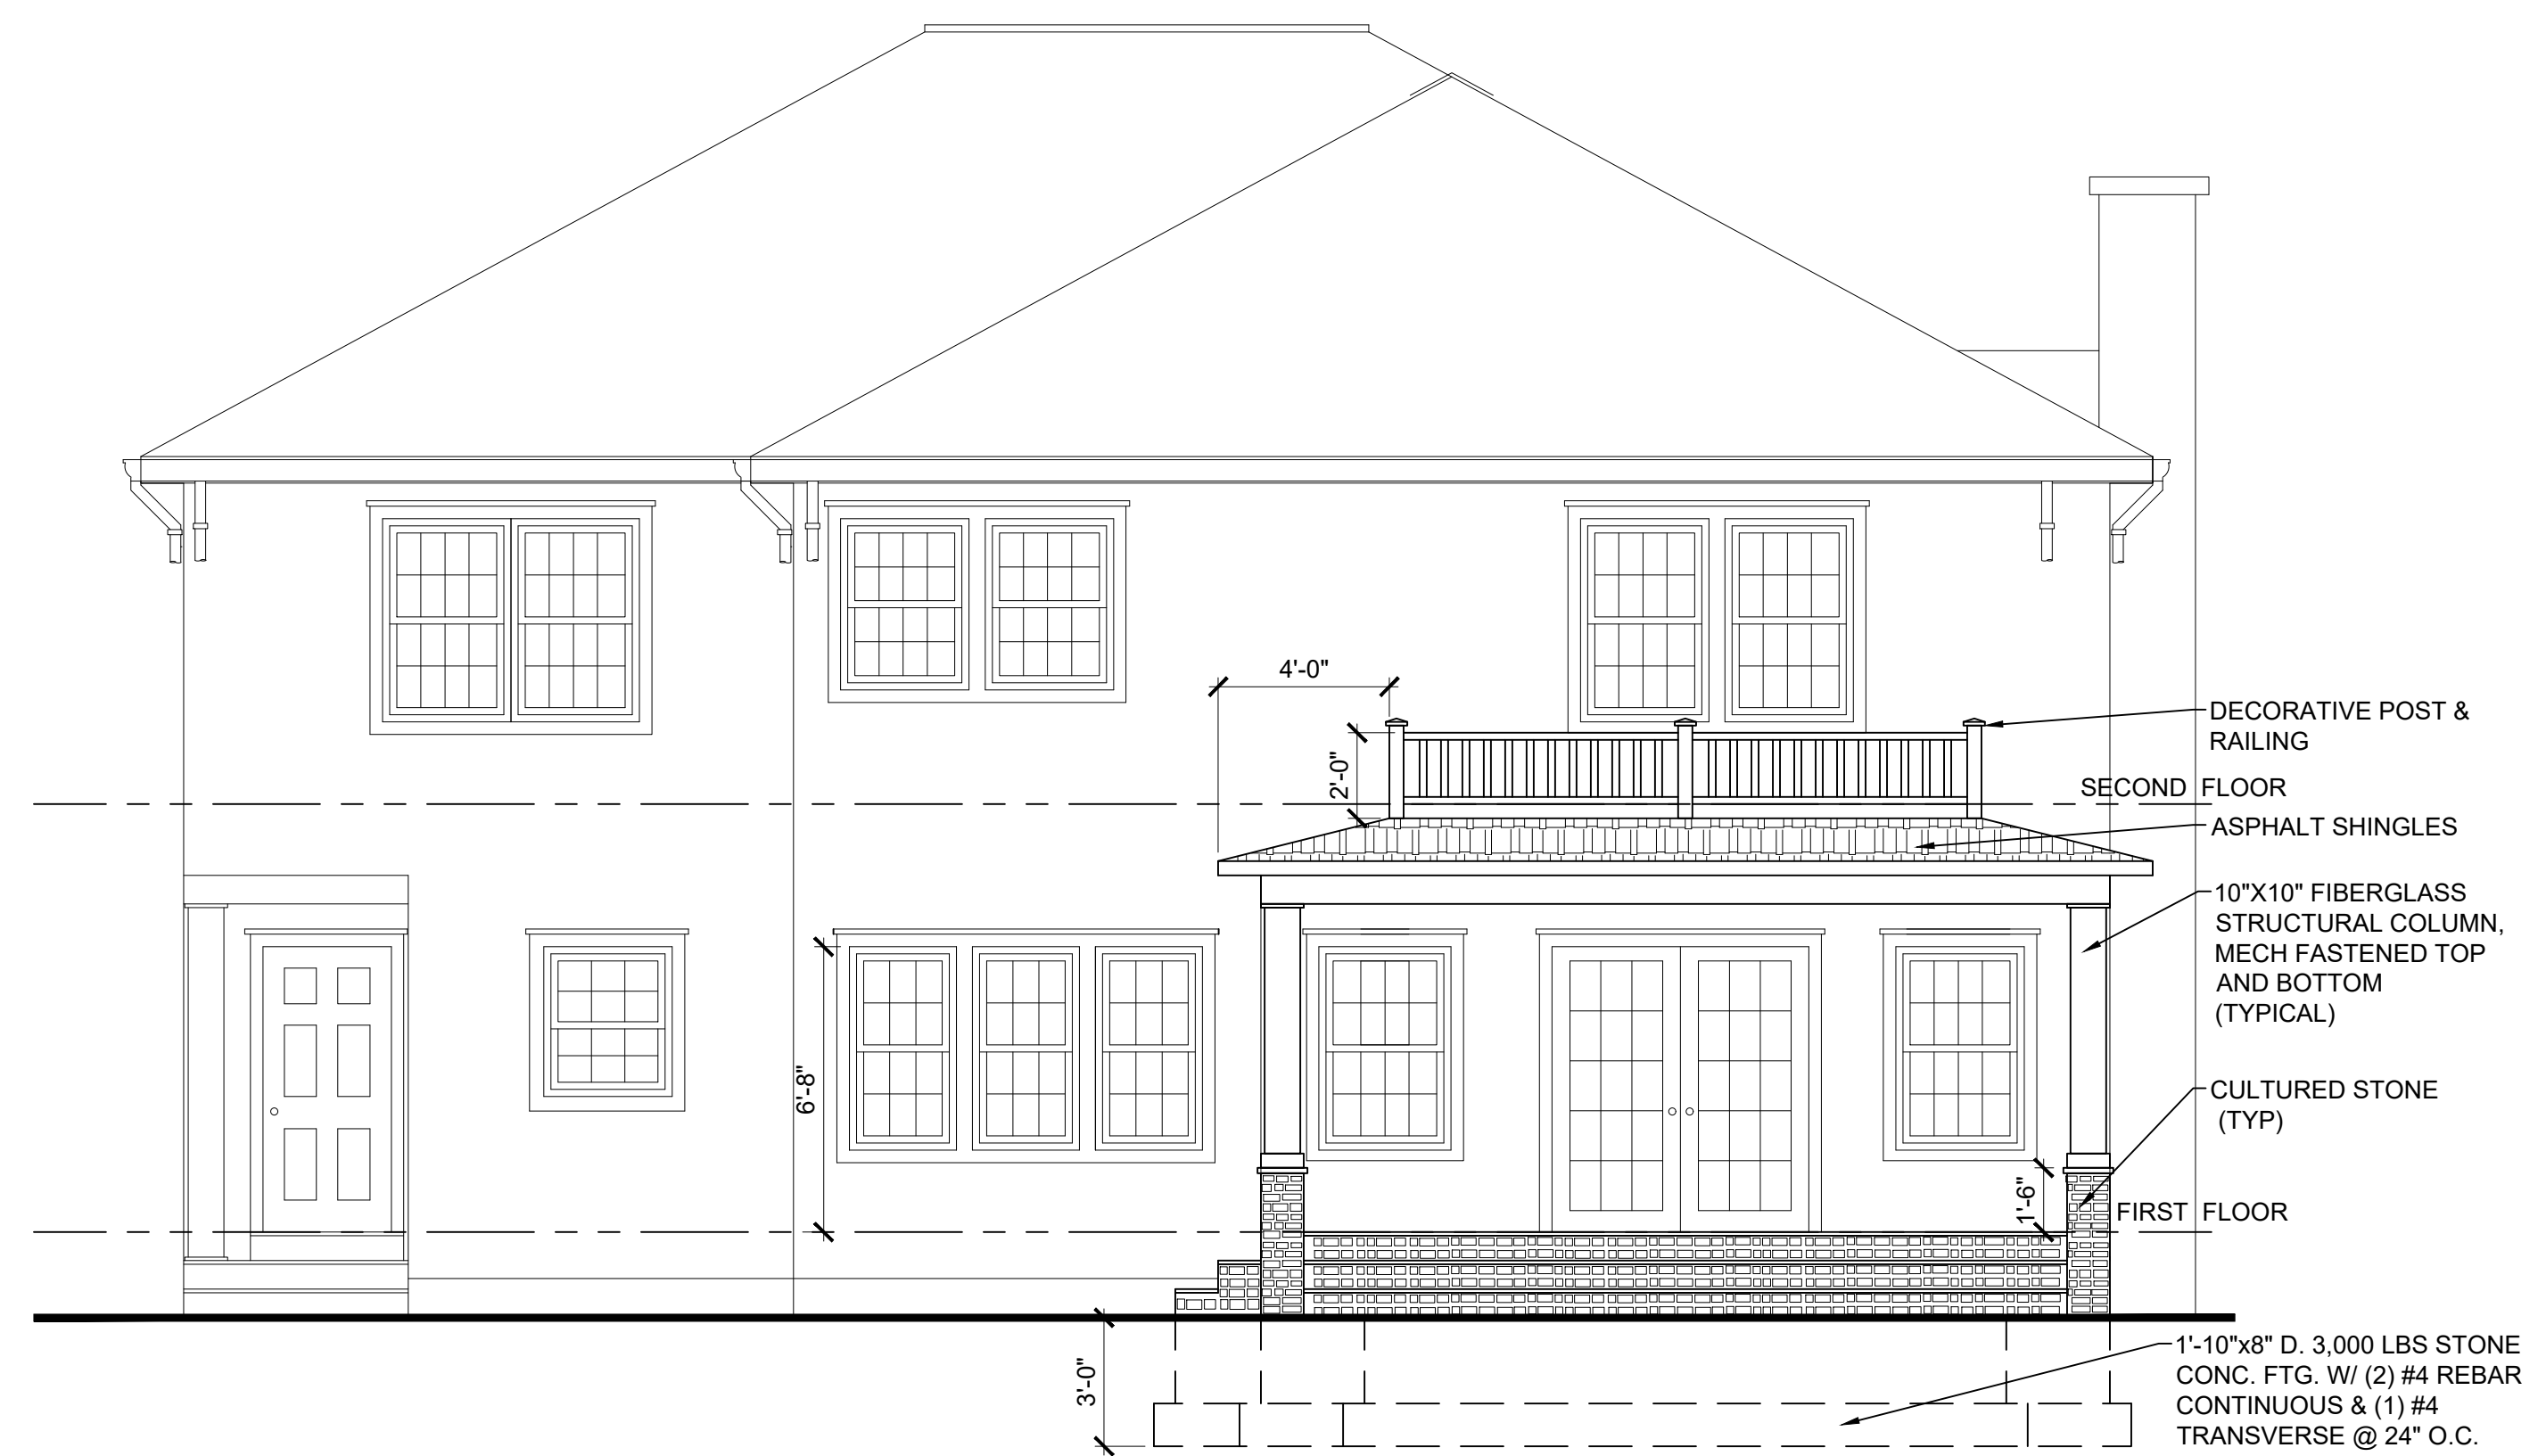 4'-0"
DECORATIVE POST &
RAILING
2'-0"
SECOND FLOOR
ASPHALT SHINGLES
10"X10" FIBERGLASS
STRUCTURAL COLUMN,
MECH FASTENED TOP
AND BOTTOM
(TYPICAL)
6'-8"
CULTURED STONE
(TYP)
1'-6"
FIRST FLOOR
3'-0"
1'-10"x8" D. 3,000 LBS STONE
CONC. FTG. W/ (2) #4 REBAR
CONTINUOUS & (1) #4
TRANSVERSE @ 24" O.C.